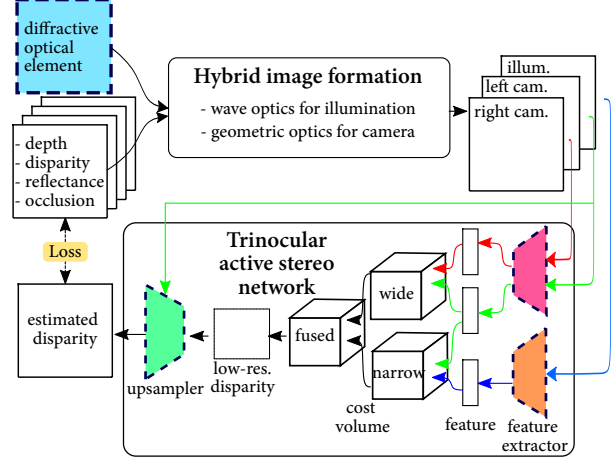 diffractive
optical
element
Hybrid image formation
- wave optics for illumination
- geometric optics for camera
illum.
left cam.
right cam.
- depth
- disparity
- reflectance
- occlusion
Loss
estimated
disparity
Trinocular
active stereo
network
wide
fused
narrow
upsampler
low-res.
disparity
cost
volume
feature
feature
extractor